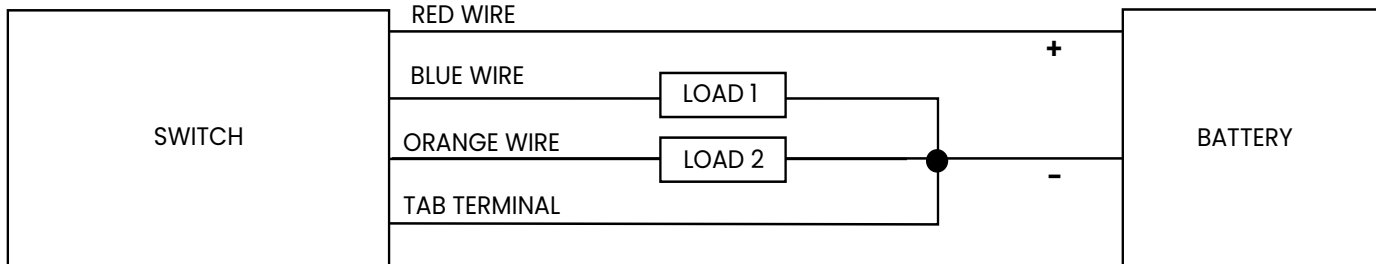 RED WIRE
+
BLUE WIRE
LOAD 1
SWITCH
BATTERY
ORANGE WIRE
LOAD 2
-
TAB TERMINAL